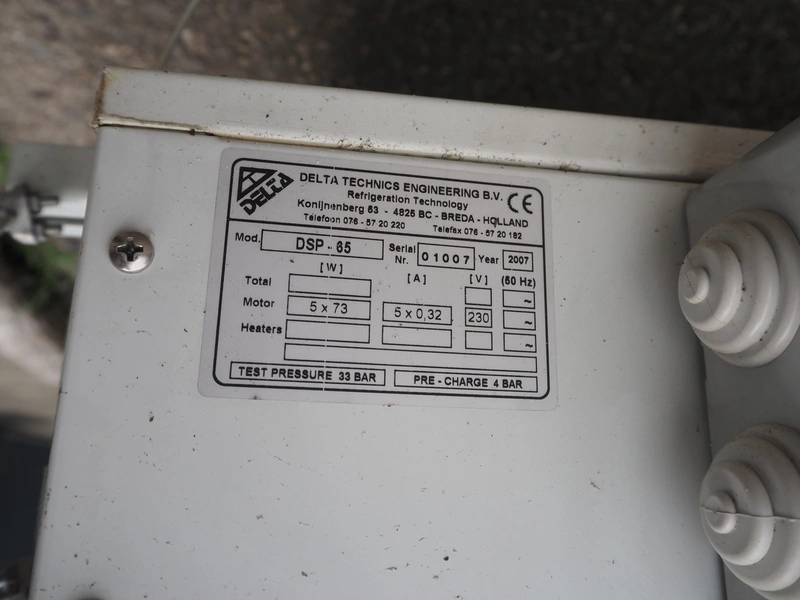 DELTA
DELTA TECHNICS ENGINEERING B.V.
Refrigeration Technology
Konijnenberg 53 - 4825 BC - BREDA - HOLLAND
Telefoon 076 - 57 20 220 Telefax 076 - 57 20 182
CE
Mod. DSP - 65 Serial Nr. 01007 Year 2007
[ W ] [ A ] [ V ] (50 Hz)
Total ~
Motor 5 x 73 5 x 0,32 230 ~
Heaters ~
TEST PRESSURE 33 BAR PRE - CHARGE 4 BAR